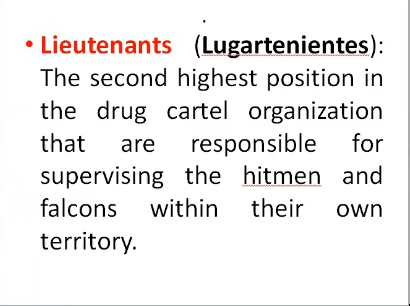 • Lieutenants (Lugartenientes):
The second highest position in
the drug cartel organization
that are responsible for
supervising the hitmen and
falcons within their own
territory.